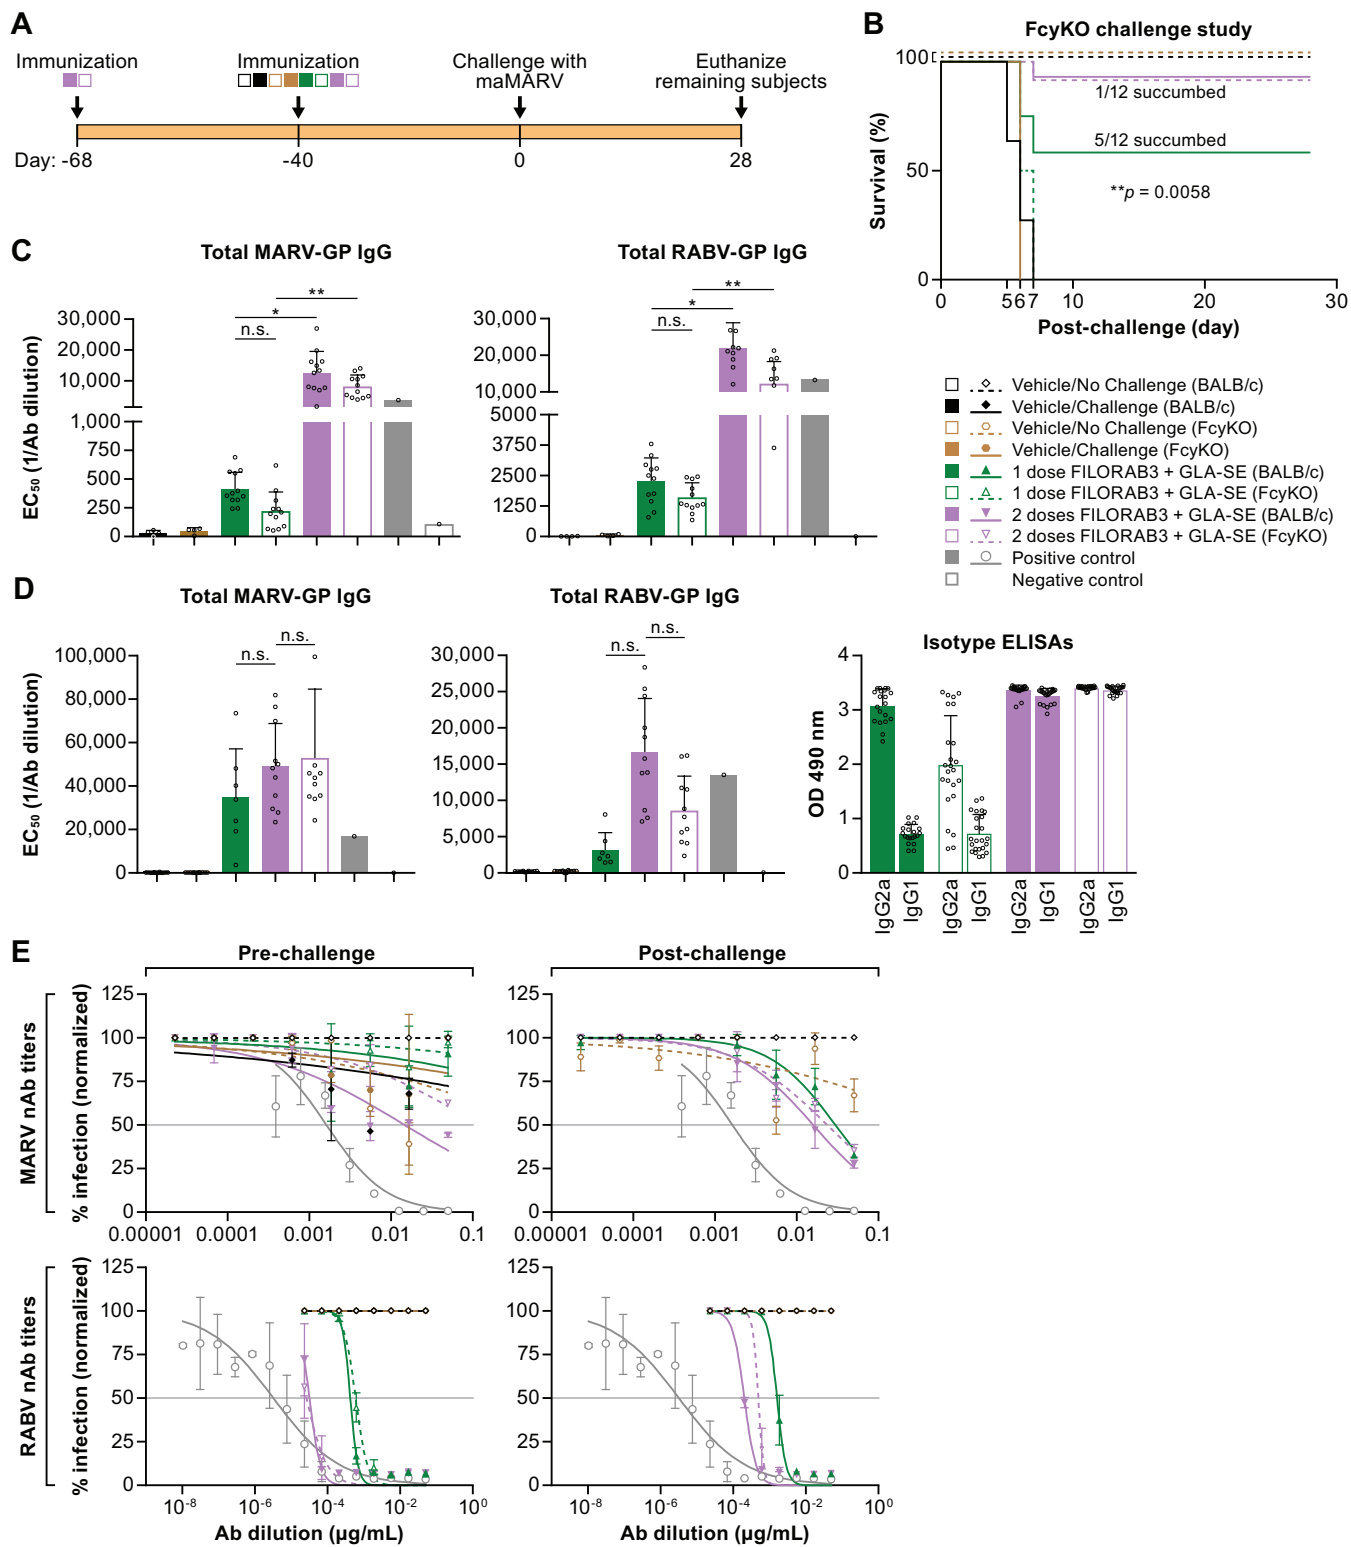 A
Immunization
Immunization
Challenge with
maMARV
Euthanize
remaining subjects
Day: -68
-40
0
28
B
FcyKO challenge study
Survival (%)
100
50
0
1/12 succumbed
5/12 succumbed
**p = 0.0058
0
5
6
7
10
20
30
Post-challenge (day)
C
Total MARV-GP IgG
EC50 (1/Ab dilution)
30,000
20,000
10,000
1,000
750
500
250
0
n.s.
*
**
Total RABV-GP IgG
30,000
20,000
10,000
5000
3750
2500
1250
0
n.s.
*
**
Vehicle/No Challenge (BALB/c)
Vehicle/Challenge (BALB/c)
Vehicle/No Challenge (FcyKO)
Vehicle/Challenge (FcyKO)
1 dose FILORAB3 + GLA-SE (BALB/c)
1 dose FILORAB3 + GLA-SE (FcyKO)
2 doses FILORAB3 + GLA-SE (BALB/c)
2 doses FILORAB3 + GLA-SE (FcyKO)
Positive control
Negative control
D
Total MARV-GP IgG
EC50 (1/Ab dilution)
100,000
80,000
60,000
40,000
20,000
0
n.s.
n.s.
Total RABV-GP IgG
30,000
25,000
20,000
15,000
10,000
5,000
0
n.s.
n.s.
Isotype ELISAs
OD 490 nm
4
3
2
1
0
IgG2a
IgG1
IgG2a
IgG1
IgG2a
IgG1
IgG2a
IgG1
E
Pre-challenge
Post-challenge
MARV nAb titers
% infection (normalized)
125
100
75
50
25
0
0.00001
0.0001
0.001
0.01
0.1
125
100
75
50
25
0
0.00001
0.0001
0.001
0.01
0.1
RABV nAb titers
% infection (normalized)
125
100
75
50
25
0
10-8
10-6
10-4
10-2
100
Ab dilution (µg/mL)
125
100
75
50
25
0
10-8
10-6
10-4
10-2
100
Ab dilution (µg/mL)